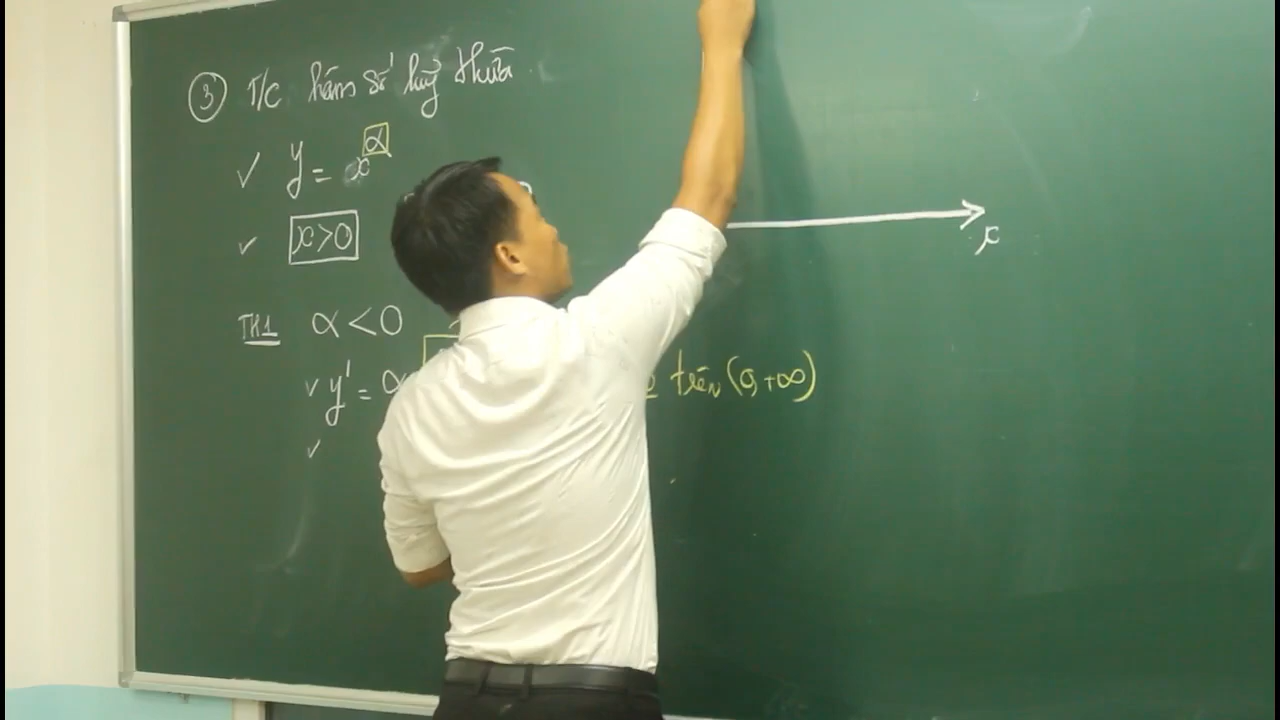 ③ T/c hàm số luỹ thừa
✓ y = x^α
✓ x>0
TH1 α<0
✓ y' = α
trên (0, +∞)
✓
x